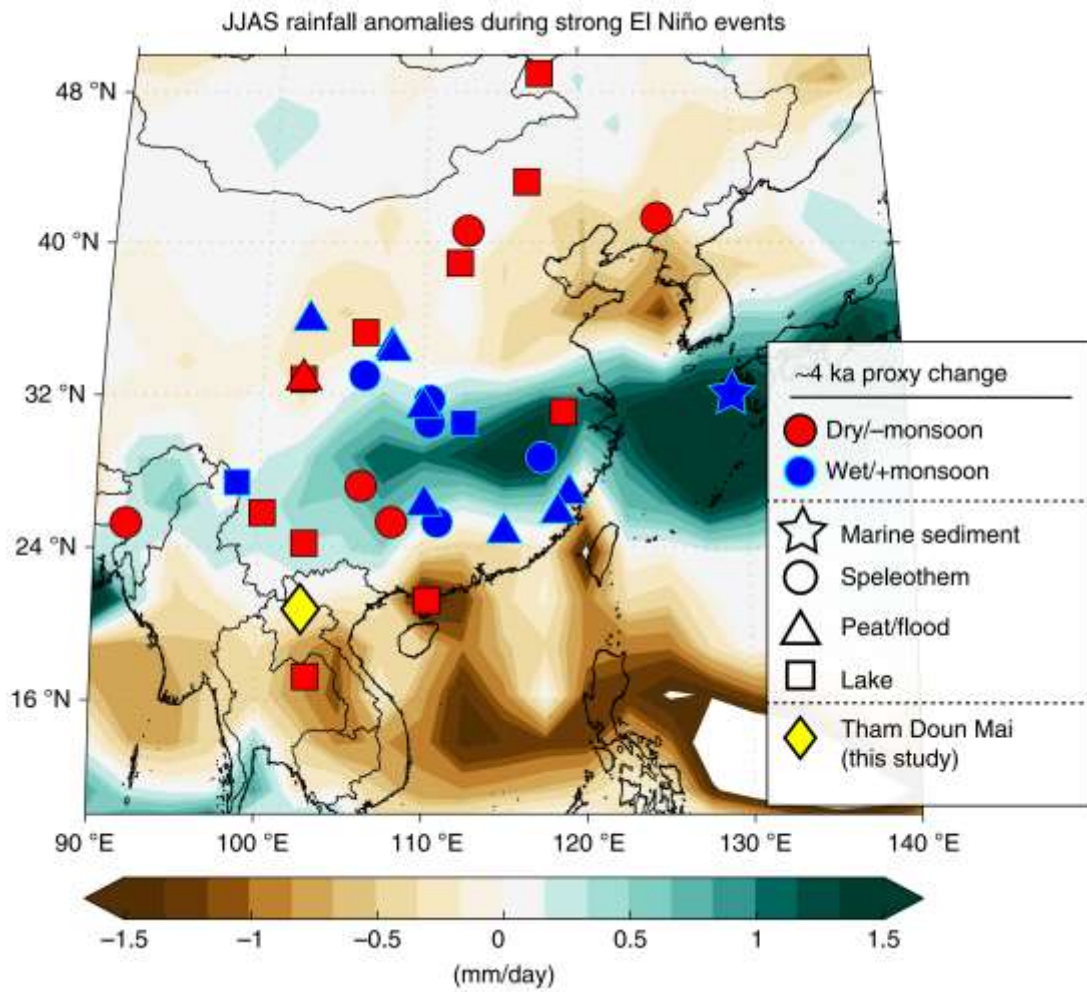 JJAS rainfall anomalies during strong El Niño events
48 °N
40 °N
32 °N
24 °N
16 °N
90 °E
100 °E
110 °E
120 °E
130 °E
140 °E
~4 ka proxy change
Dry/–monsoon
Wet/+monsoon
Marine sediment
Speleothem
Peat/flood
Lake
Tham Doun Mai
(this study)
–1.5
–1
–0.5
0
0.5
1
1.5
(mm/day)